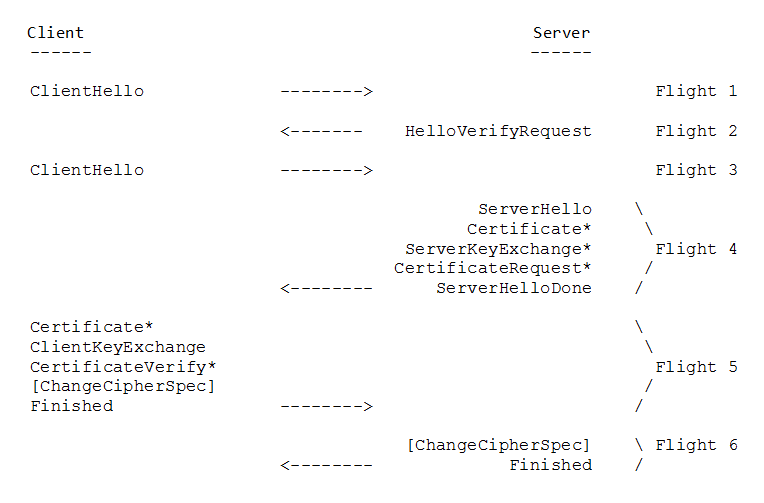 Client                                          Server
------                                          ------
ClientHello             -------->                           Flight 1
                        <-------    HelloVerifyRequest      Flight 2
ClientHello             -------->                           Flight 3
                                           ServerHello    \
                                          Certificate*     \
                                    ServerKeyExchange*      Flight 4
                                   CertificateRequest*     /
                        <--------      ServerHelloDone    /
Certificate*                                              \
ClientKeyExchange                                          \
CertificateVerify*                                          Flight 5
[ChangeCipherSpec]                                         /
Finished                -------->                         /
                                    [ChangeCipherSpec]    \ Flight 6
                        <--------             Finished    /